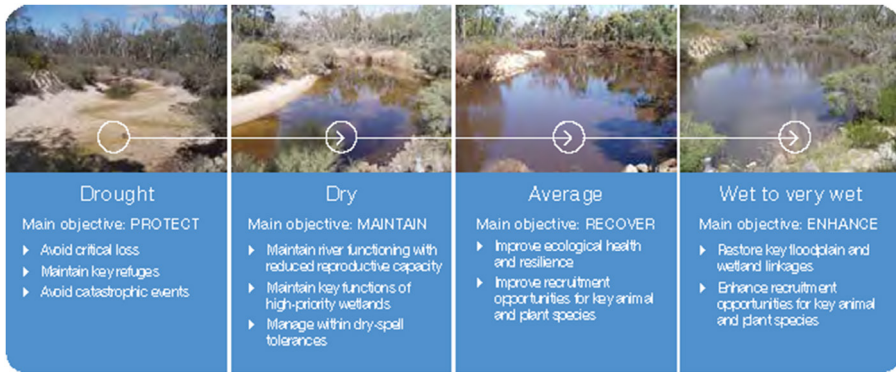 Drought
Main objective: PROTECT
Avoid critical loss
Maintain key refuges
Avoid catastrophic events
Dry
Main objective: MAINTAIN
Maintain river functioning with
reduced reproductive capacity
Maintain key functions of
high-priority wetlands
Manage within dry-spell
tolerances
Average
Main objective: RECOVER
Improve ecological health
and resilience
Improve recruitment
opportunities for key animal
and plant species
Wet to very wet
Main objective: ENHANCE
Restore key floodplain and
wetland linkages
Enhance recruitment
opportunities for key animal
and plant species